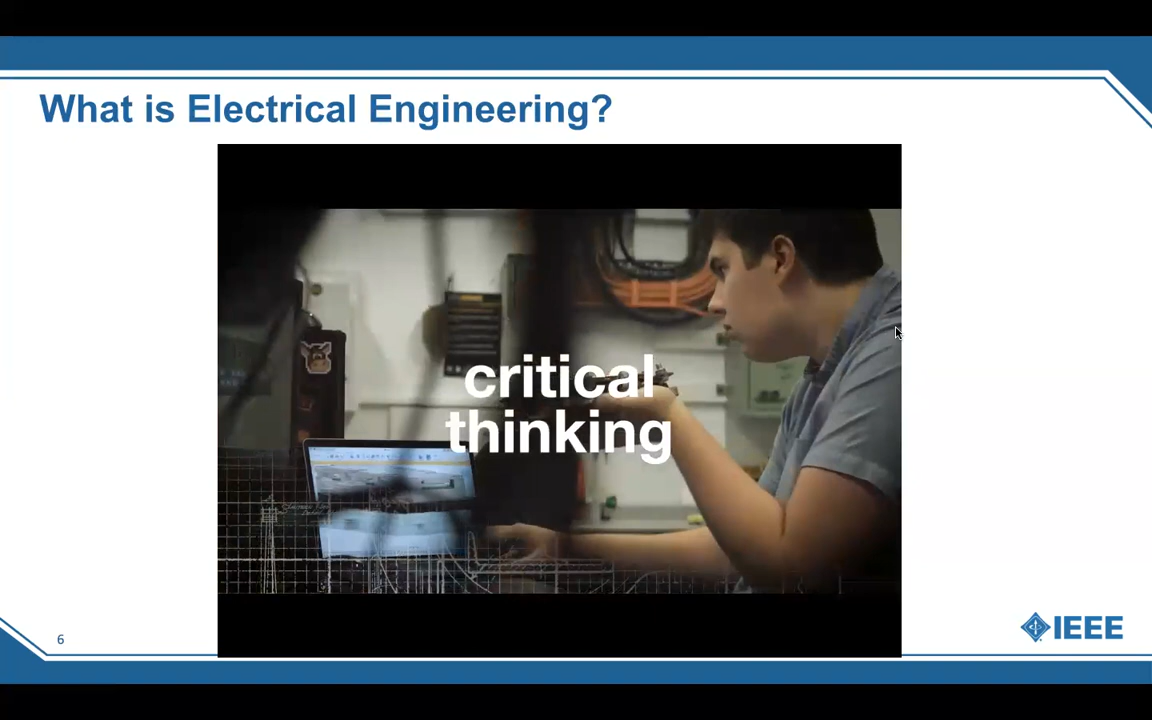 What is Electrical Engineering?
critical
thinking
6
IEEE